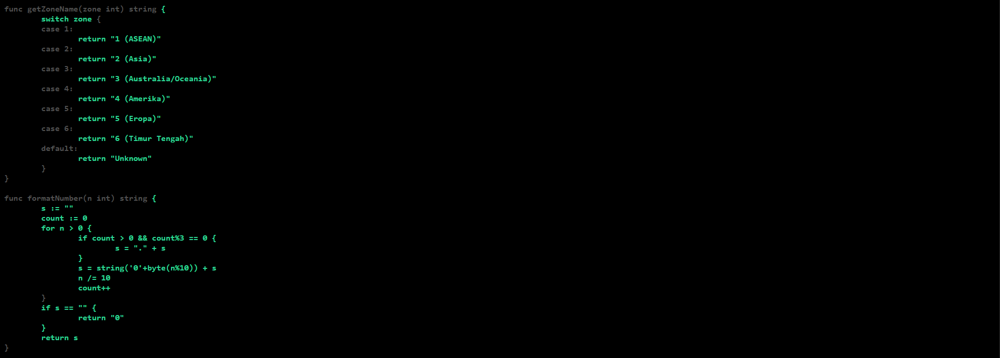 func getZoneName(zone int) string {
switch zone {
case 1:
return "1 (ASEAN)"
case 2:
return "2 (Asia)"
case 3:
return "3 (Australia/Oceania)"
case 4:
return "4 (Amerika)"
case 5:
return "5 (Eropa)"
case 6:
return "6 (Timur Tengah)"
default:
return "Unknown"
}
}
func formatNumber(n int) string {
s := ""
count := 0
for n > 0 {
if count > 0 && count%3 == 0 {
s = "." + s
}
s = string('0'+byte(n%10)) + s
n /= 10
count++
}
if s == "" {
return "0"
}
return s
}